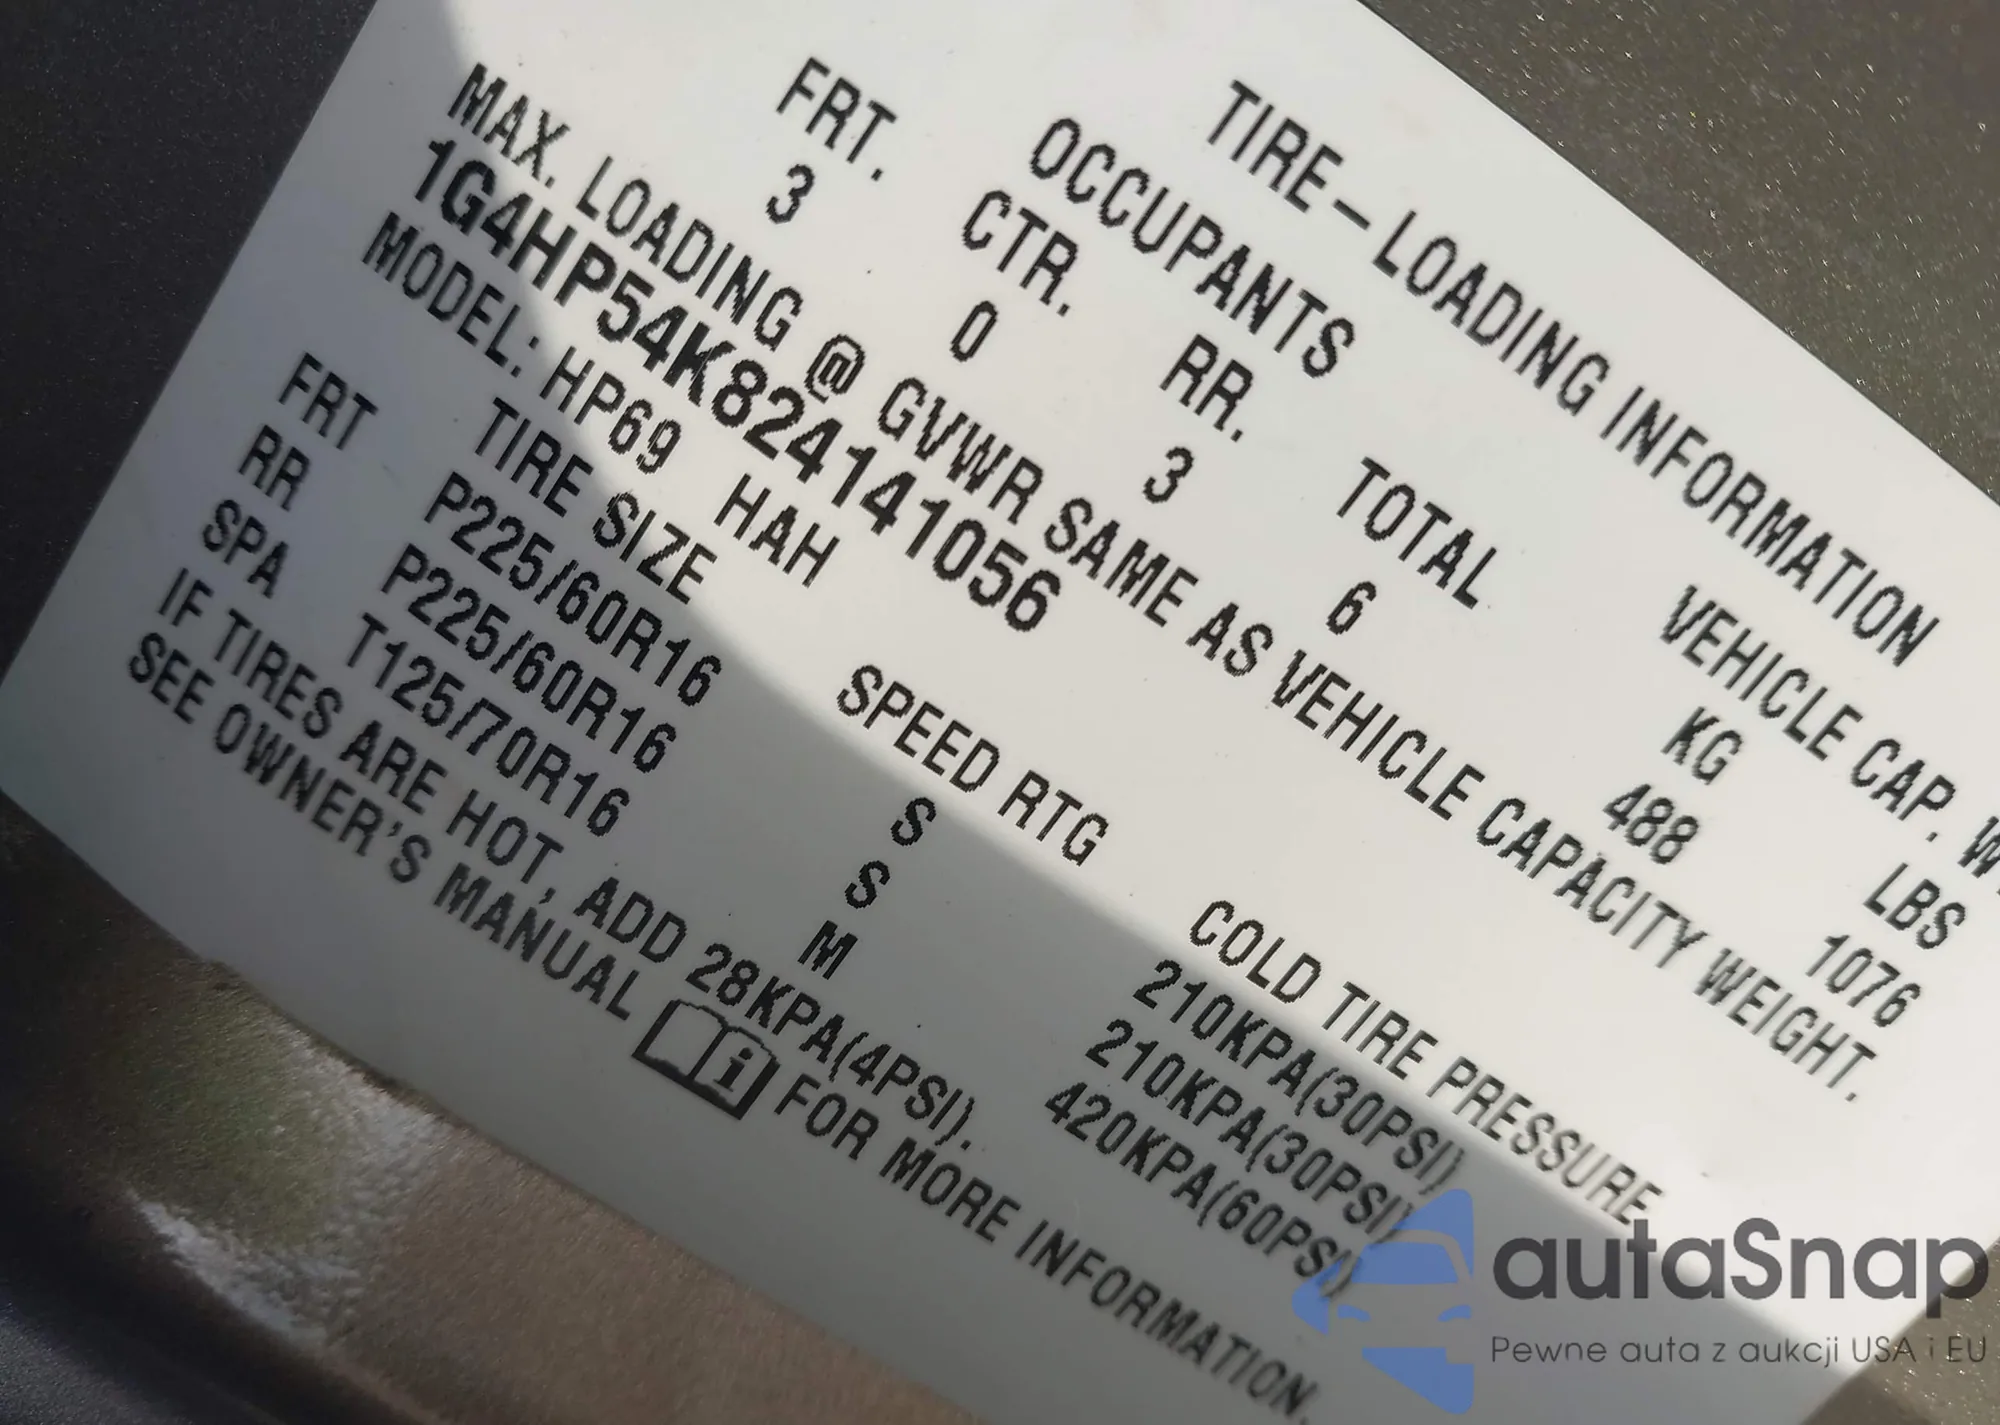 TIRE-LOADING INFORMATION
OCCUPANTS VEHICLE CAP. W
FRT. CTR. RR. TOTAL KG LBS
3 0 3 6 488 1076
MAX. LOADING @ GVWR SAME AS VEHICLE CAPACITY WEIGHT.
1G4HP54K824141056
MODEL: HP69 HAH
TIRE SIZE SPEED RTG COLD TIRE PRESSURE
FRT P225/60R16 S 210KPA(30PSI)
RR P225/60R16 S 210KPA(30PSI)
SPA T125/70R16 M 420KPA(60PSI)
IF TIRES ARE HOT, ADD 28KPA(4PSI).
SEE OWNER'S MANUAL i FOR MORE INFORMATION.
autaSnap
Pewne auta z aukcji USA i EU